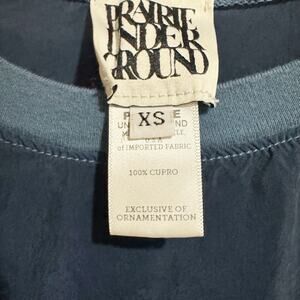 PRAIRIE
UNDER
GROUND
XS
of IMPORTED FABRIC
100% CUPRO
EXCLUSIVE OF
ORNAMENTATION